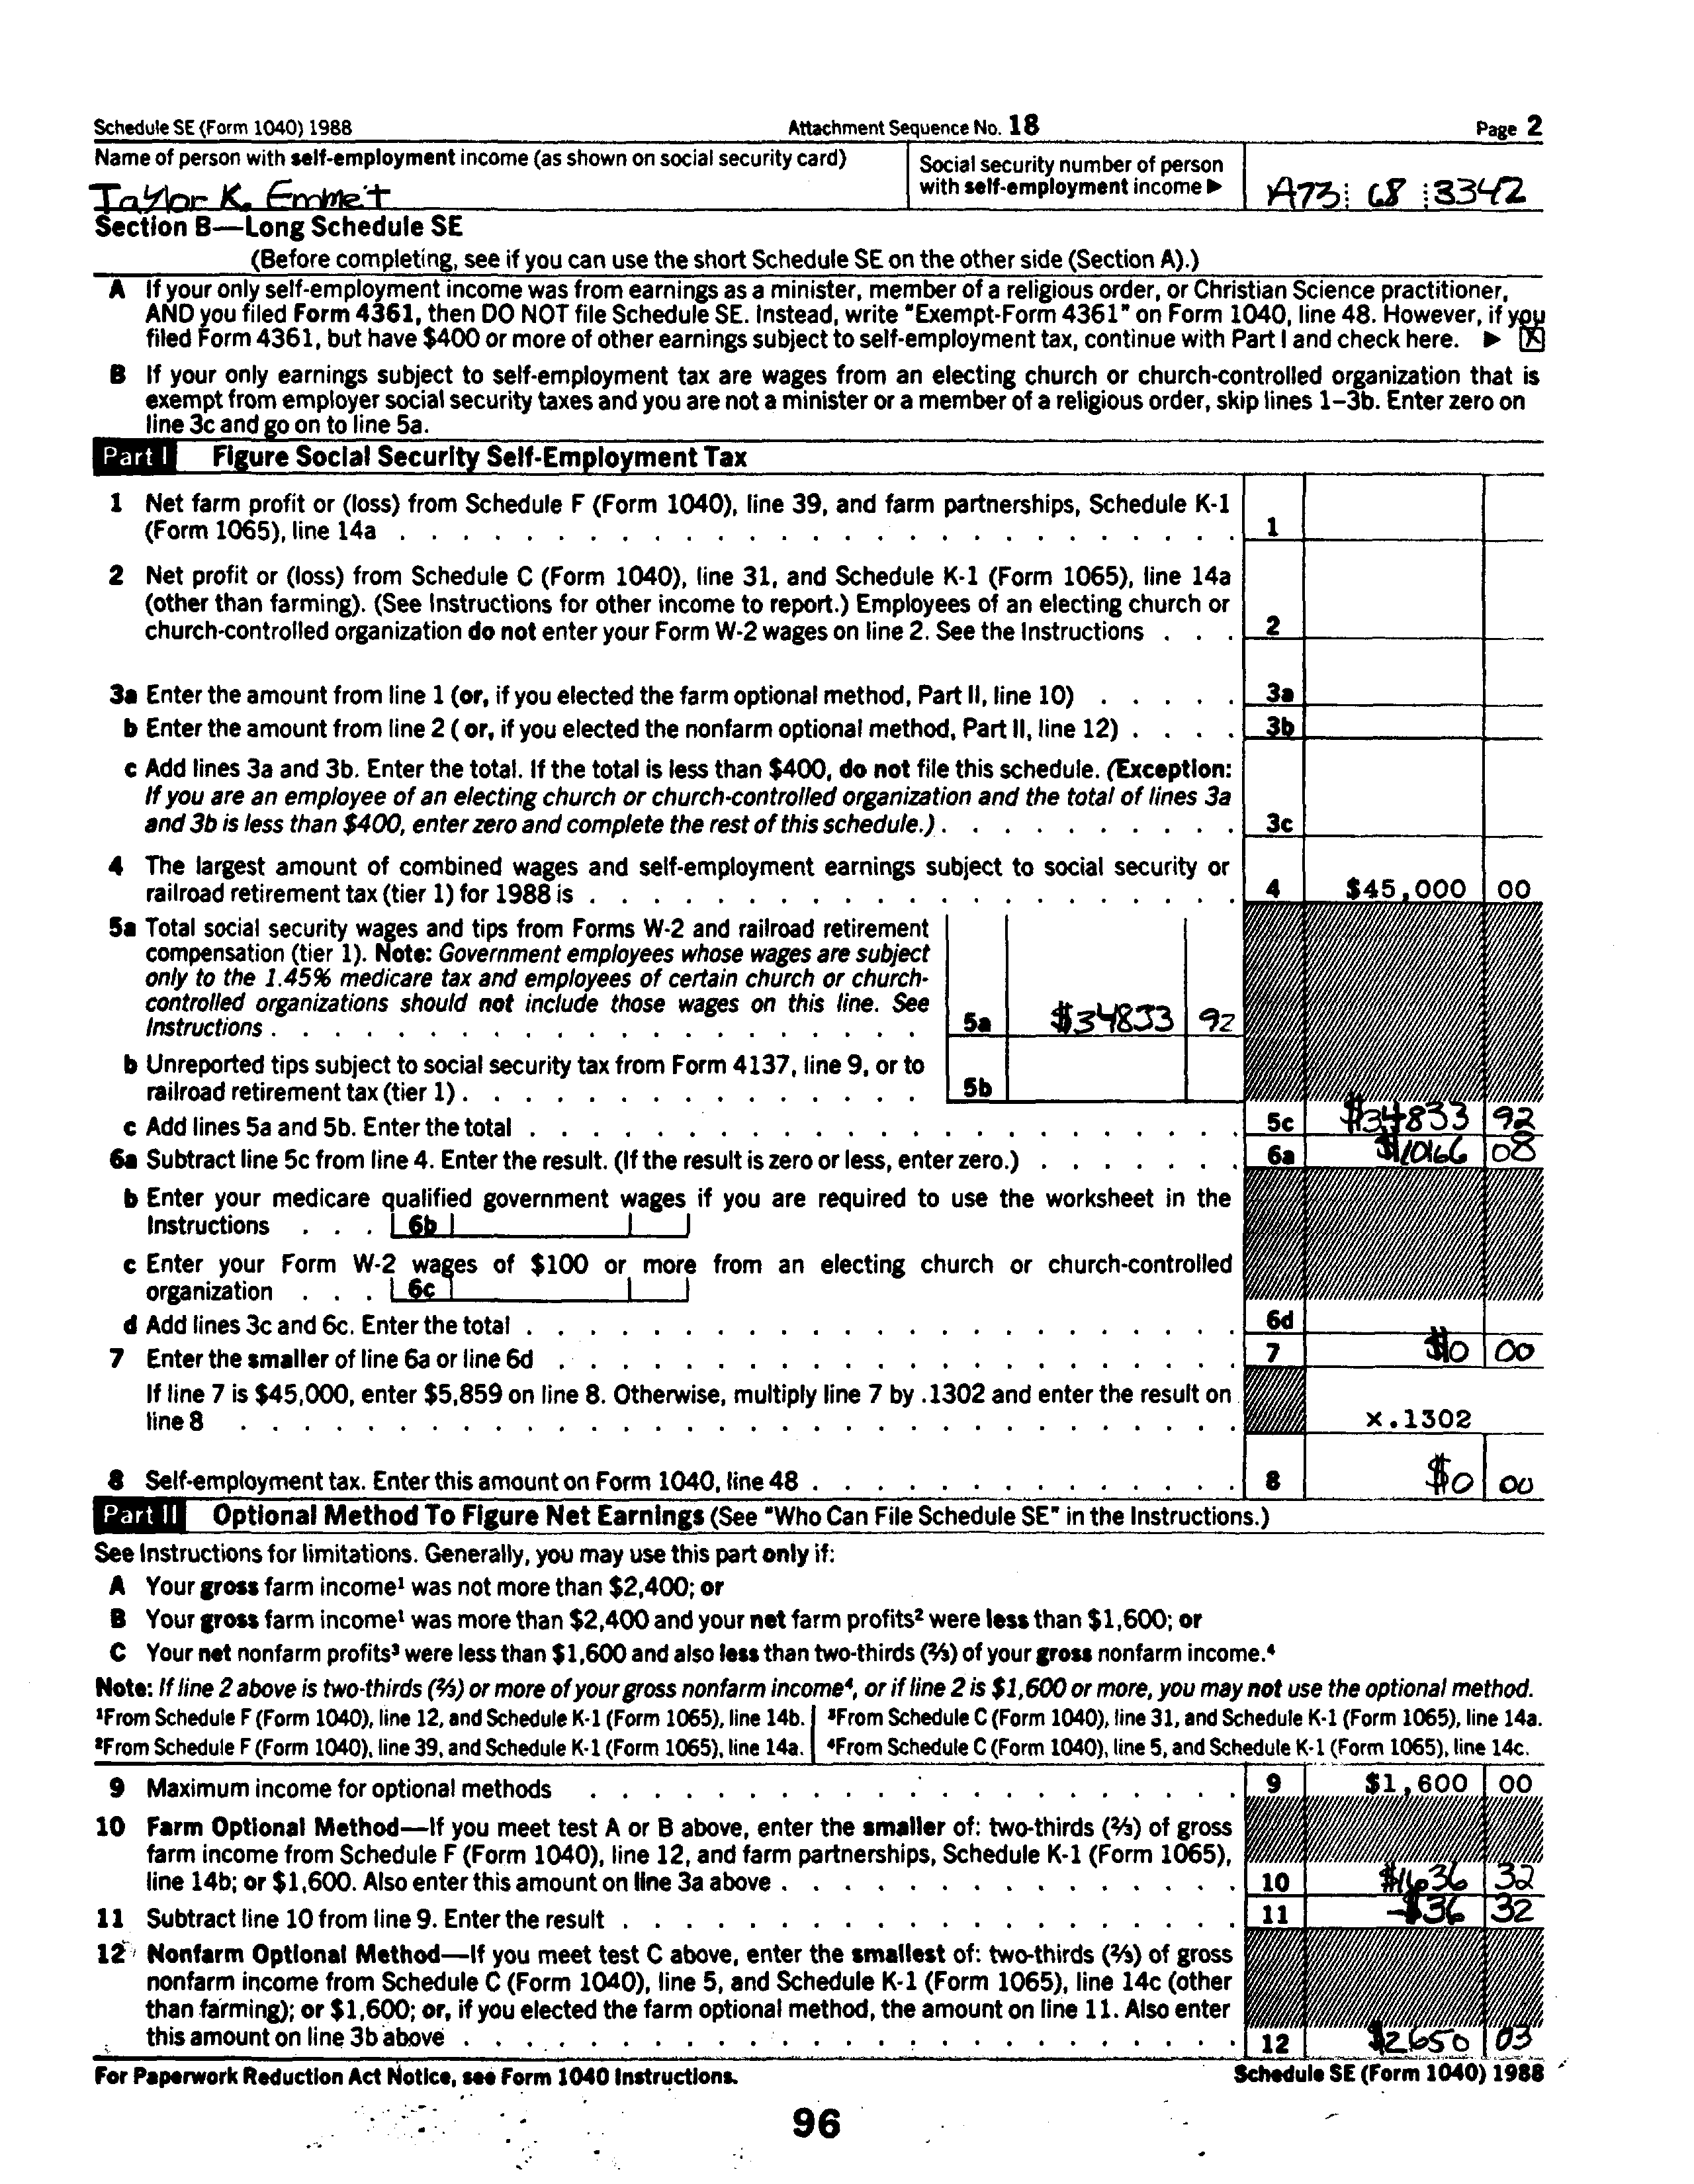 Schedule SE (Form 1040) 1988 Attachment Sequence No. 18 Page 2
Name of person with self-employment income (as shown on social security card) Social security number of person with self-employment income ▶
Taylor K. Emmet A73 68 3342
Section B—Long Schedule SE
(Before completing, see if you can use the short Schedule SE on the other side (Section A).)
A If your only self-employment income was from earnings as a minister, member of a religious order, or Christian Science practitioner,
AND you filed Form 4361, then DO NOT file Schedule SE. Instead, write "Exempt-Form 4361" on Form 1040, line 48. However, if you
filed Form 4361, but have $400 or more of other earnings subject to self-employment tax, continue with Part I and check here. ▶ X
B If your only earnings subject to self-employment tax are wages from an electing church or church-controlled organization that is
exempt from employer social security taxes and you are not a minister or a member of a religious order, skip lines 1–3b. Enter zero on
line 3c and go on to line 5a.
Part I Figure Social Security Self-Employment Tax
1 Net farm profit or (loss) from Schedule F (Form 1040), line 39, and farm partnerships, Schedule K-1
(Form 1065), line 14a . . . 1
2 Net profit or (loss) from Schedule C (Form 1040), line 31, and Schedule K-1 (Form 1065), line 14a
(other than farming). (See Instructions for other income to report.) Employees of an electing church or
church-controlled organization do not enter your Form W-2 wages on line 2. See the Instructions . . . 2
3a Enter the amount from line 1 (or, if you elected the farm optional method, Part II, line 10) . . . 3a
b Enter the amount from line 2 ( or, if you elected the nonfarm optional method, Part II, line 12) . . . 3b
c Add lines 3a and 3b. Enter the total. If the total is less than $400, do not file this schedule. (Exception:
If you are an employee of an electing church or church-controlled organization and the total of lines 3a
and 3b is less than $400, enter zero and complete the rest of this schedule.) . . . 3c
4 The largest amount of combined wages and self-employment earnings subject to social security or
railroad retirement tax (tier 1) for 1988 is . . . 4 $45,000 00
5a Total social security wages and tips from Forms W-2 and railroad retirement
compensation (tier 1). Note: Government employees whose wages are subject
only to the 1.45% medicare tax and employees of certain church or church-
controlled organizations should not include those wages on this line. See
Instructions . . . 5a $34833 92
b Unreported tips subject to social security tax from Form 4137, line 9, or to
railroad retirement tax (tier 1) . . . 5b
c Add lines 5a and 5b. Enter the total . . . 5c $34833 92
6a Subtract line 5c from line 4. Enter the result. (If the result is zero or less, enter zero.) . . . 6a $10166 08
b Enter your medicare qualified government wages if you are required to use the worksheet in the
Instructions . . . 6b
c Enter your Form W-2 wages of $100 or more from an electing church or church-controlled
organization . . . 6c
d Add lines 3c and 6c. Enter the total . . . 6d
7 Enter the smaller of line 6a or line 6d . . . 7 $0 00
If line 7 is $45,000, enter $5,859 on line 8. Otherwise, multiply line 7 by .1302 and enter the result on
line 8 . . . x.1302
8 Self-employment tax. Enter this amount on Form 1040, line 48 . . . 8 $0 00
Part II Optional Method To Figure Net Earnings (See "Who Can File Schedule SE" in the Instructions.)
See Instructions for limitations. Generally, you may use this part only if:
A Your gross farm income¹ was not more than $2,400; or
B Your gross farm income¹ was more than $2,400 and your net farm profits² were less than $1,600; or
C Your net nonfarm profits³ were less than $1,600 and also less than two-thirds (⅔) of your gross nonfarm income.⁴
Note: If line 2 above is two-thirds (⅔) or more of your gross nonfarm income⁴, or if line 2 is $1,600 or more, you may not use the optional method.
¹From Schedule F (Form 1040), line 12, and Schedule K-1 (Form 1065), line 14b. ³From Schedule C (Form 1040), line 31, and Schedule K-1 (Form 1065), line 14a.
²From Schedule F (Form 1040), line 39, and Schedule K-1 (Form 1065), line 14a. ⁴From Schedule C (Form 1040), line 5, and Schedule K-1 (Form 1065), line 14c.
9 Maximum income for optional methods . . . 9 $1,600 00
10 Farm Optional Method—If you meet test A or B above, enter the smaller of: two-thirds (⅔) of gross
farm income from Schedule F (Form 1040), line 12, and farm partnerships, Schedule K-1 (Form 1065),
line 14b; or $1,600. Also enter this amount on line 3a above . . . 10 $1636 32
11 Subtract line 10 from line 9. Enter the result . . . 11 -$36 32
12 Nonfarm Optional Method—If you meet test C above, enter the smallest of: two-thirds (⅔) of gross
nonfarm income from Schedule C (Form 1040), line 5, and Schedule K-1 (Form 1065), line 14c (other
than farming); or $1,600; or, if you elected the farm optional method, the amount on line 11. Also enter
this amount on line 3b above . . . 12 $2650 03
For Paperwork Reduction Act Notice, see Form 1040 Instructions. Schedule SE (Form 1040) 1988
96